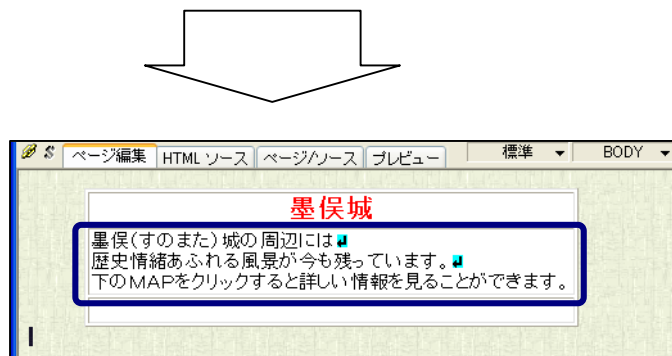 ページ編集 HTML ソース ページ/ソース プレビュー 標準 BODY
墨俣城
墨俣(すのまた)城の周辺には
歴史情緒あふれる風景が今も残っています。
下のMAPをクリックすると詳しい情報を見ることができます。